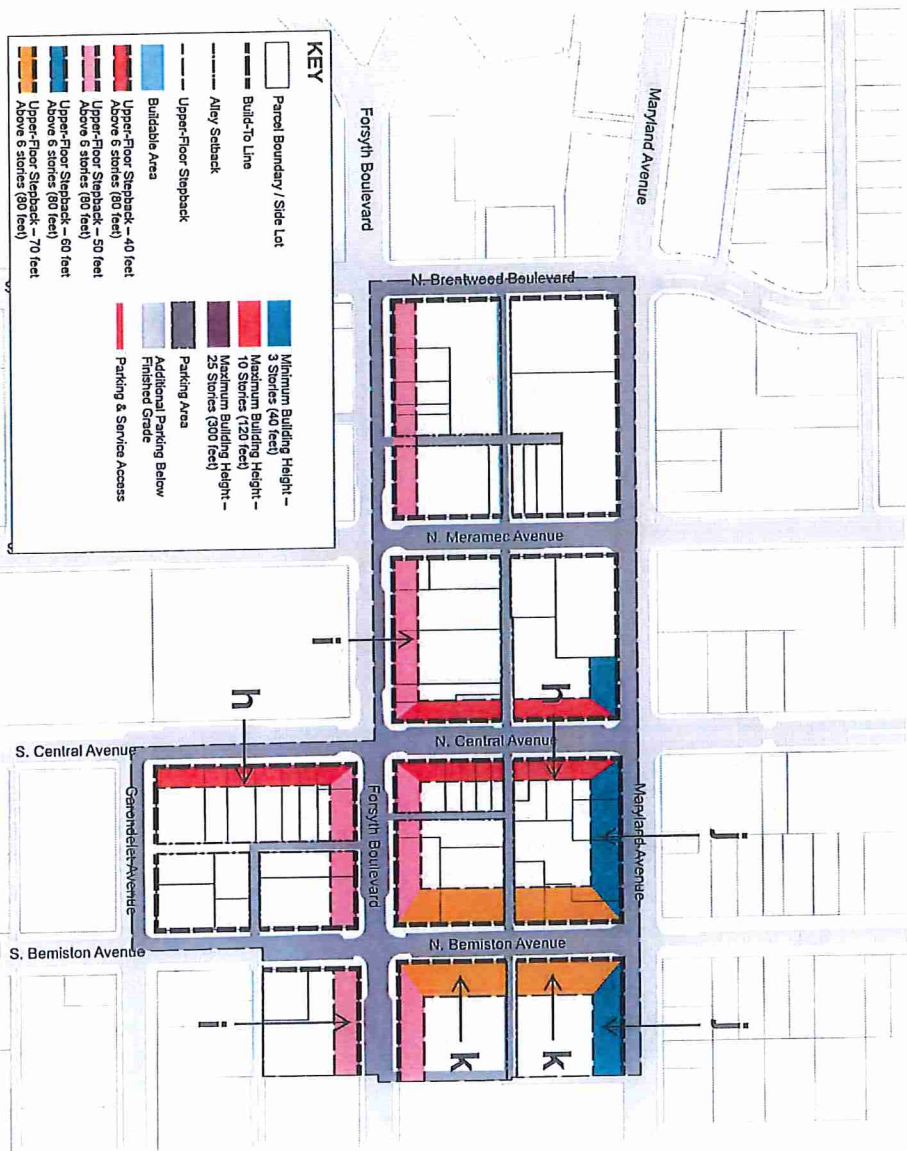 KEY
Parcel Boundary / Side Lot
Build-To Line
Alley Setback
Upper-Floor Stepback
Buildable Area
Upper-Floor Stepback – 40 feet
Above 6 stories (80 feet)
Upper-Floor Stepback – 50 feet
Above 6 stories (80 feet)
Upper-Floor Stepback – 60 feet
Above 6 stories (80 feet)
Upper-Floor Stepback – 70 feet
Above 6 stories (80 feet)
Minimum Building Height –
3 Stories (40 feet)
Maximum Building Height –
10 Stories (120 feet)
Maximum Building Height –
25 Stories (300 feet)
Parking Area
Additional Parking Below
Finished Grade
Parking & Service Access
Maryland Avenue
Forsyth Boulevard
N. Brentwood Boulevard
N. Meramec Avenue
i
h
h
S. Central Avenue
N. Central Avenue
Carondelet Avenue
Forsyth Boulevard
Maryland Avenue
j
S. Bemiston Avenue
N. Bemiston Avenue
i
k
k
j